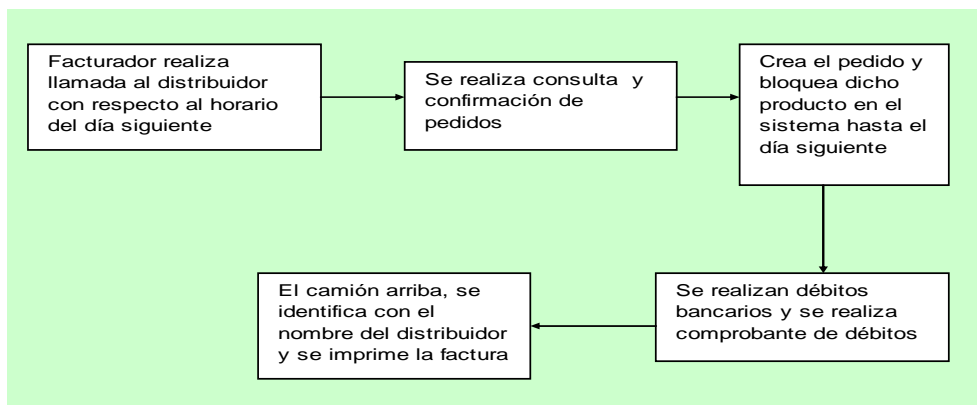 Facturador realiza
llamada al distribuidor
con respecto al horario
del día siguiente
Se realiza consulta y
confirmación de
pedidos
Crea el pedido y
bloquea dicho
producto en el
sistema hasta el
día siguiente
Se realizan débitos
bancarios y se realiza
comprobante de débitos
El camión arriba, se
identifica con el
nombre del distribuidor
y se imprime la factura